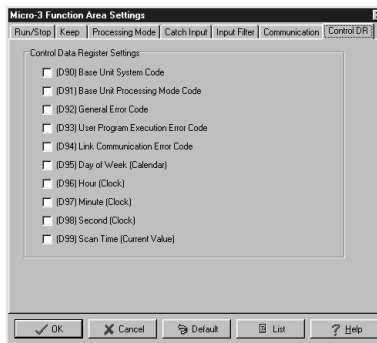 Micro-3 Function Area Settings
Run/Stop Keep Processing Mode Catch Input Input Filter Communication Control DR
Control Data Register Settings
(D90) Base Unit System Code
(D91) Base Unit Processing Mode Code
(D92) General Error Code
(D93) User Program Execution Error Code
(D94) Link Communication Error Code
(D95) Day of Week (Calendar)
(D96) Hour (Clock)
(D97) Minute (Clock)
(D98) Second (Clock)
(D99) Scan Time (Current Value)
OK Cancel Default List ? Help